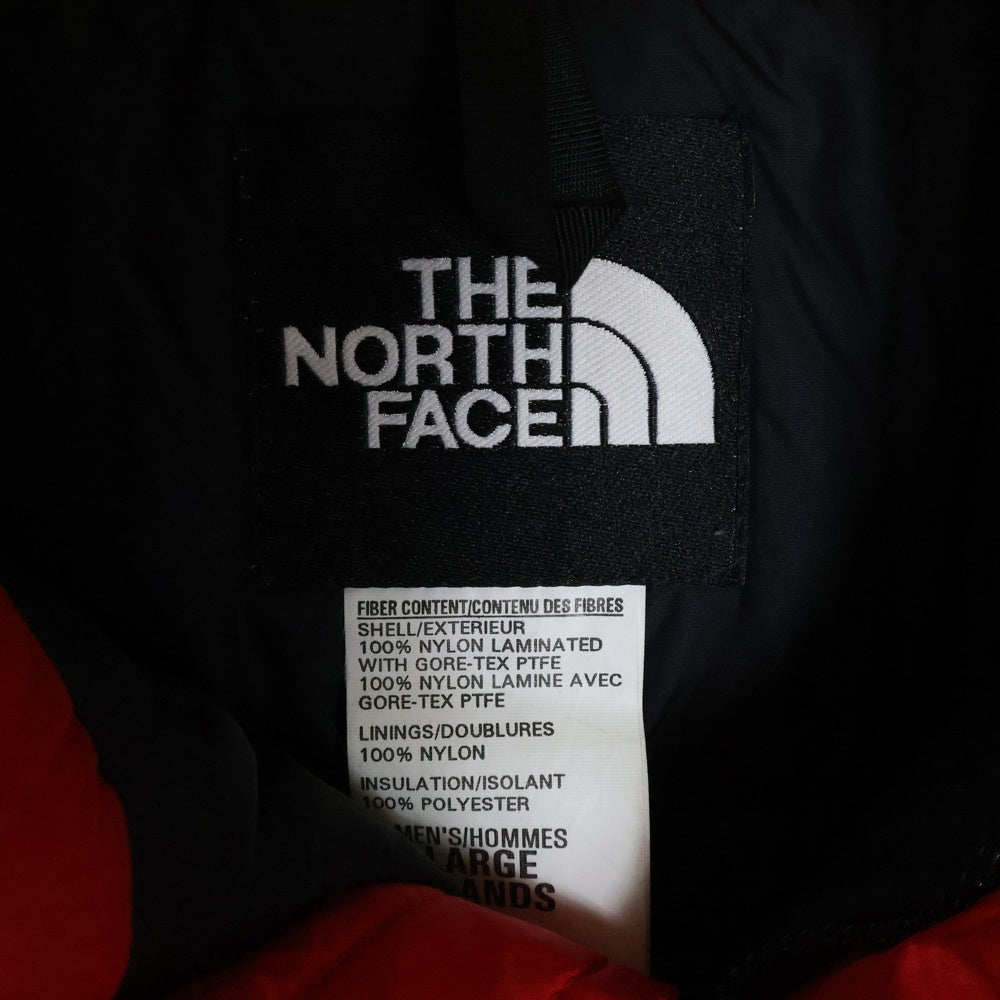 THE
NORTH
FACE
FIBER CONTENT/CONTENU DES FIBRES
SHELL/EXTERIEUR
100% NYLON LAMINATED
WITH GORE-TEX PTFE
100% NYLON LAMINE AVEC
GORE-TEX PTFE
LININGS/DOUBLURES
100% NYLON
INSULATION/ISOLANT
100% POLYESTER
MEN'S/HOMMES
LARGE
ANDS